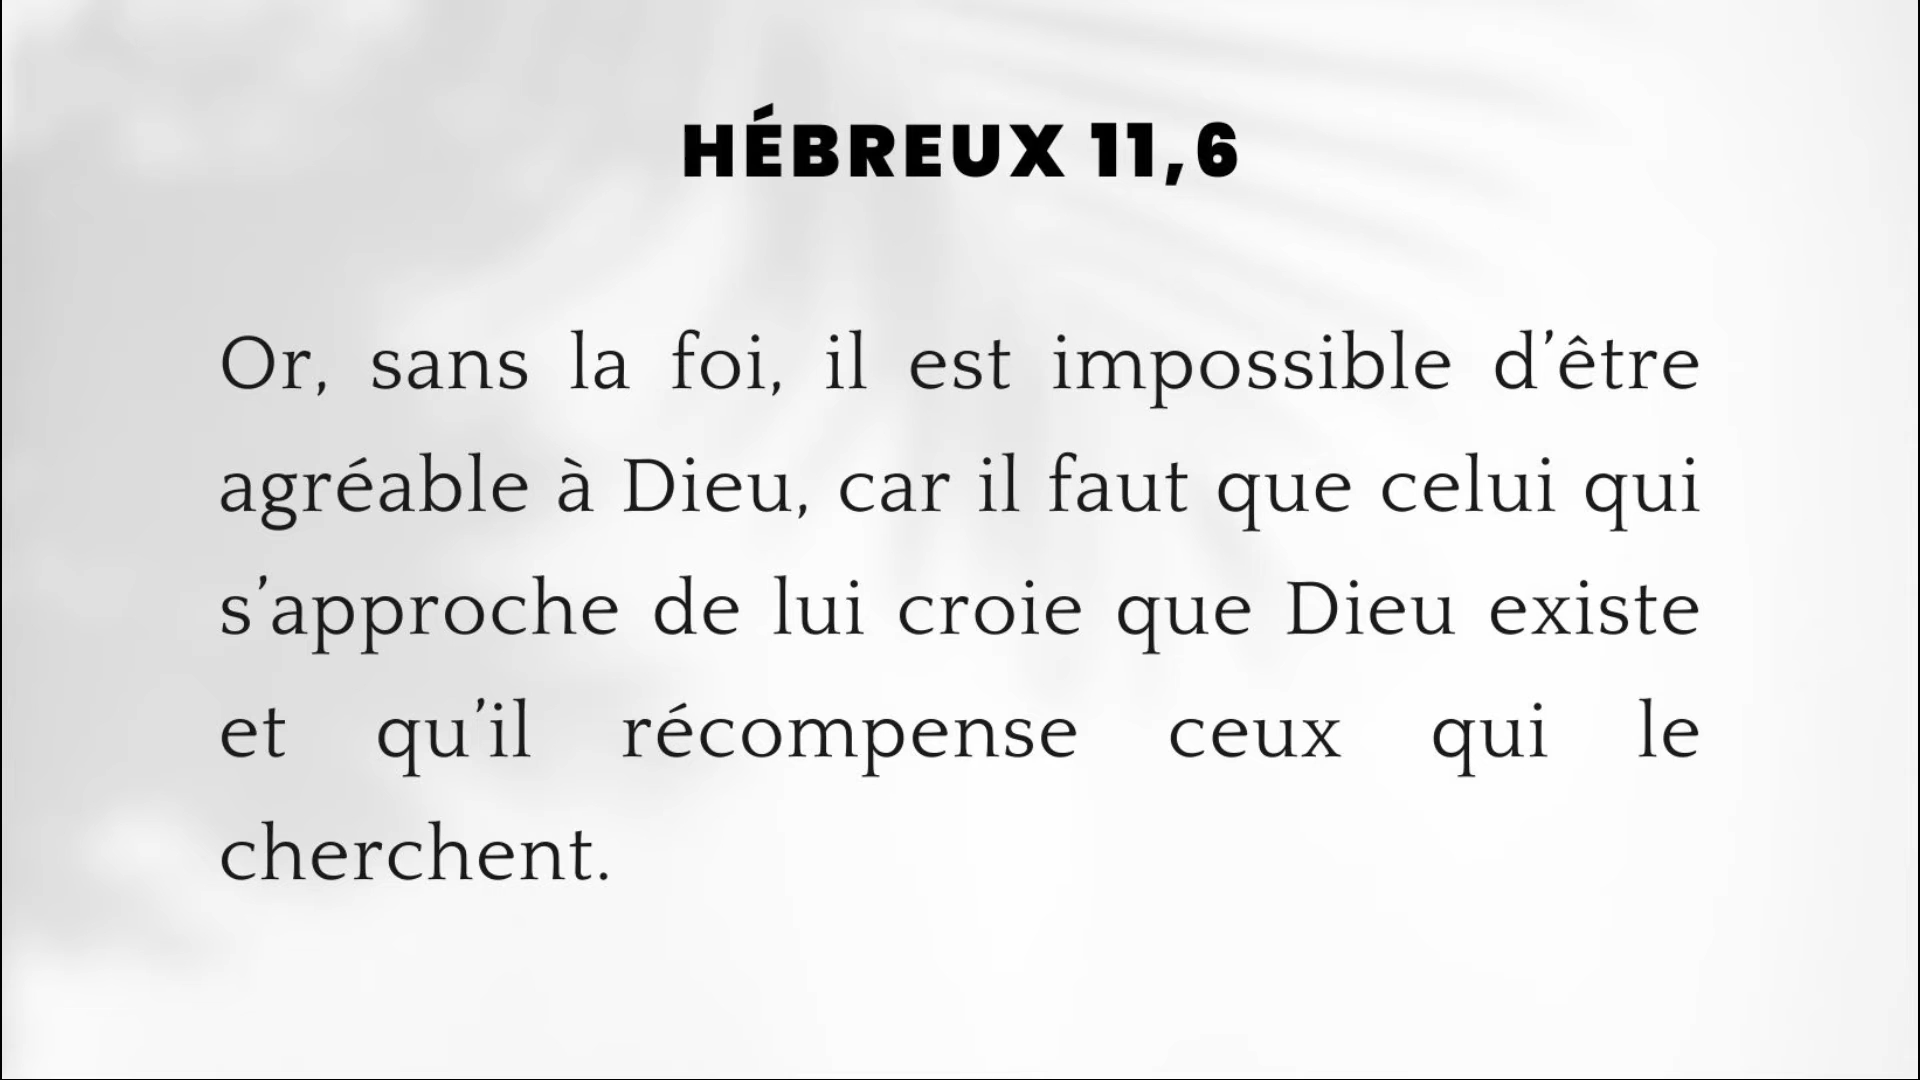 HÉBREUX 11,6
Or, sans la foi, il est impossible d’être
agréable à Dieu, car il faut que celui qui
s’approche de lui croie que Dieu existe
et qu’il récompense ceux qui le
cherchent.